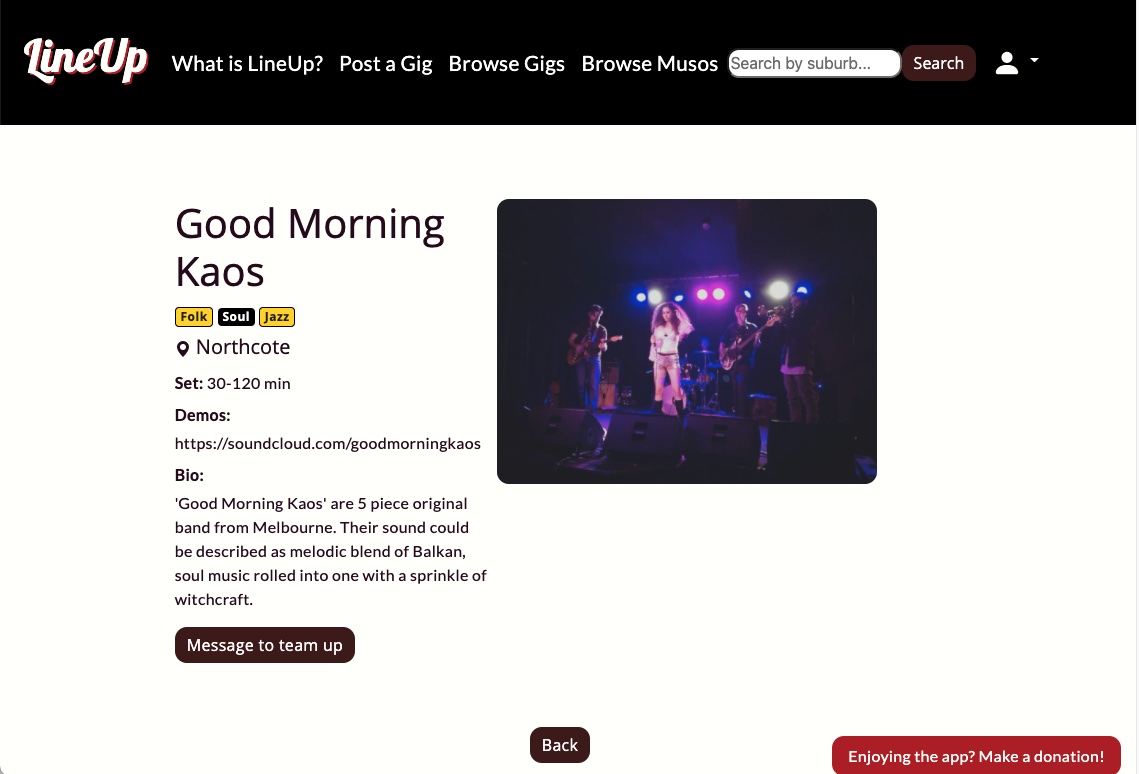 LineUp
What is LineUp? Post a Gig Browse Gigs Browse Musos Search by suburb... Search
Good Morning
Kaos
Folk Soul Jazz
Northcote
Set: 30-120 min
Demos:
https://soundcloud.com/goodmorningkaos
Bio:
'Good Morning Kaos' are 5 piece original
band from Melbourne. Their sound could
be described as melodic blend of Balkan,
soul music rolled into one with a sprinkle of
witchcraft.
Message to team up
Back
Enjoying the app? Make a donation!